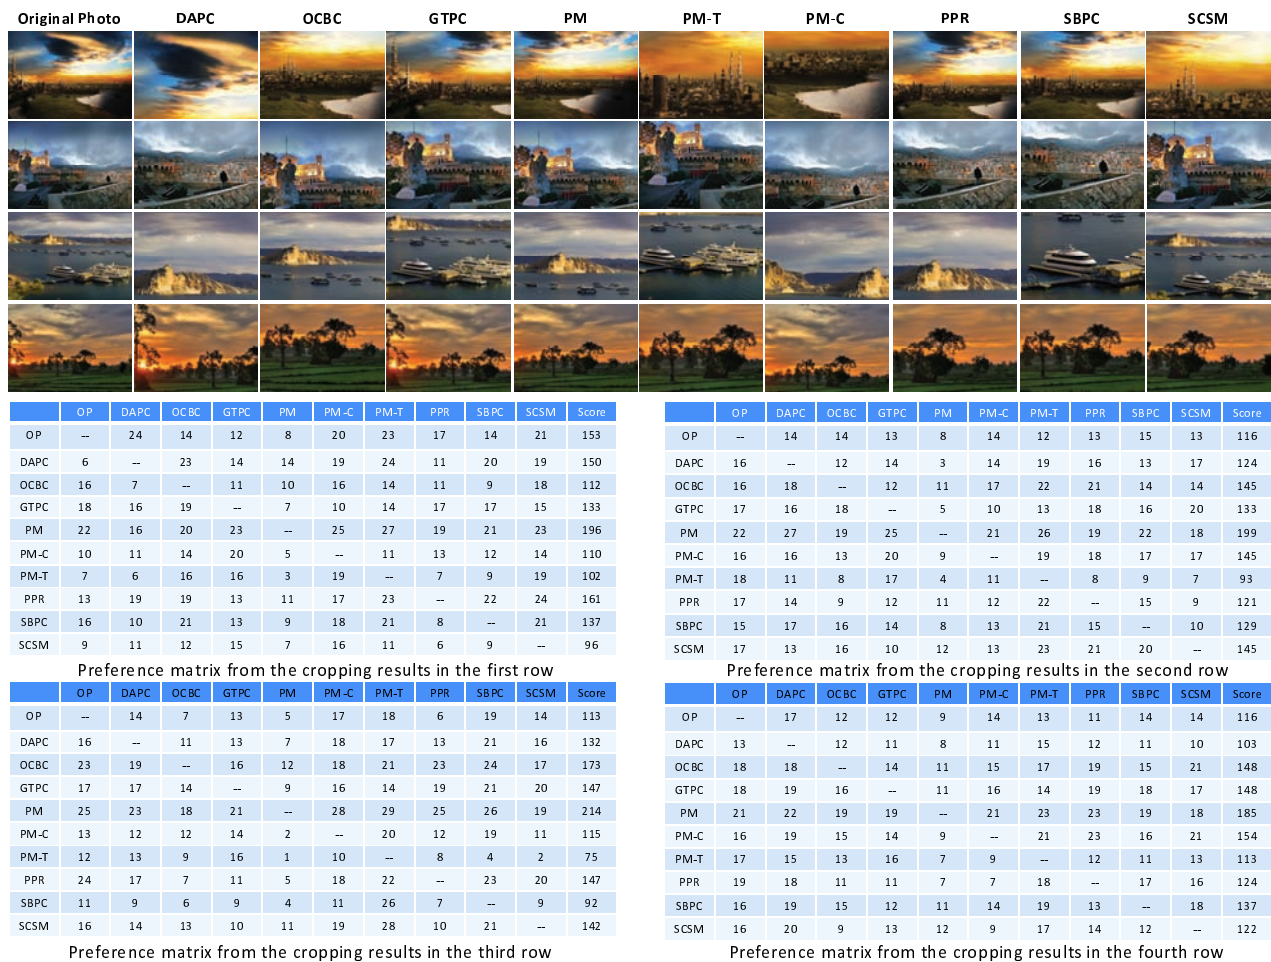 Original Photo DAPC OCBC GTPC PM PM-T PM-C PPR SBPC SCSM
OP DAPC OCBC GTPC PM PM-C PM-T PPR SBPC SCSM Score
OP -- 24 14 12 8 20 23 17 14 21 153
DAPC 6 -- 23 14 14 19 24 11 20 19 150
OCBC 16 7 -- 11 10 16 14 11 9 18 112
GTPC 18 16 19 -- 7 10 14 17 17 15 133
PM 22 16 20 23 -- 25 27 19 21 23 196
PM-C 10 11 14 20 5 -- 11 13 12 14 110
PM-T 7 6 16 16 3 19 -- 7 9 19 102
PPR 13 19 19 13 11 17 23 -- 22 24 161
SBPC 16 10 21 13 9 18 21 8 -- 21 137
SCSM 9 11 12 15 7 16 11 6 9 -- 96
Preference matrix from the cropping results in the first row
OP DAPC OCBC GTPC PM PM-C PM-T PPR SBPC SCSM Score
OP -- 14 14 13 8 14 12 13 15 13 116
DAPC 16 -- 12 14 3 14 19 16 13 17 124
OCBC 16 18 -- 12 11 17 22 21 14 14 145
GTPC 17 16 18 -- 5 10 13 18 16 20 133
PM 22 27 19 25 -- 21 26 19 22 18 199
PM-C 16 16 13 20 9 -- 19 18 17 17 145
PM-T 18 11 8 17 4 11 -- 8 9 7 93
PPR 17 14 9 12 11 12 22 -- 15 9 121
SBPC 15 17 16 14 8 13 21 15 -- 10 129
SCSM 17 13 16 10 12 13 23 21 20 -- 145
Preference matrix from the cropping results in the second row
OP DAPC OCBC GTPC PM PM-C PM-T PPR SBPC SCSM Score
OP -- 14 7 13 5 17 18 6 19 14 113
DAPC 16 -- 11 13 7 18 17 13 21 16 132
OCBC 23 19 -- 16 12 18 21 23 24 17 173
GTPC 17 17 14 -- 9 16 14 19 21 20 147
PM 25 23 18 21 -- 28 29 25 26 19 214
PM-C 13 12 12 14 2 -- 20 12 19 11 115
PM-T 12 13 9 16 1 10 -- 8 4 2 75
PPR 24 17 7 11 5 18 22 -- 23 20 147
SBPC 11 9 6 9 4 11 26 7 -- 9 92
SCSM 16 14 13 10 11 19 28 10 21 -- 142
Preference matrix from the cropping results in the third row
OP DAPC OCBC GTPC PM PM-C PM-T PPR SBPC SCSM Score
OP -- 17 12 12 9 14 13 11 14 14 116
DAPC 13 -- 12 11 8 11 15 12 11 10 103
OCBC 18 18 -- 14 11 15 17 19 15 21 148
GTPC 18 19 16 -- 11 16 14 19 18 17 148
PM 21 22 19 19 -- 21 23 23 19 18 185
PM-C 16 19 15 14 9 -- 21 23 16 21 154
PM-T 17 15 13 16 7 9 -- 12 11 13 113
PPR 19 18 11 11 7 7 18 -- 17 16 124
SBPC 16 19 15 12 11 14 19 13 -- 18 137
SCSM 16 20 9 13 12 9 17 14 12 -- 122
Preference matrix from the cropping results in the fourth row